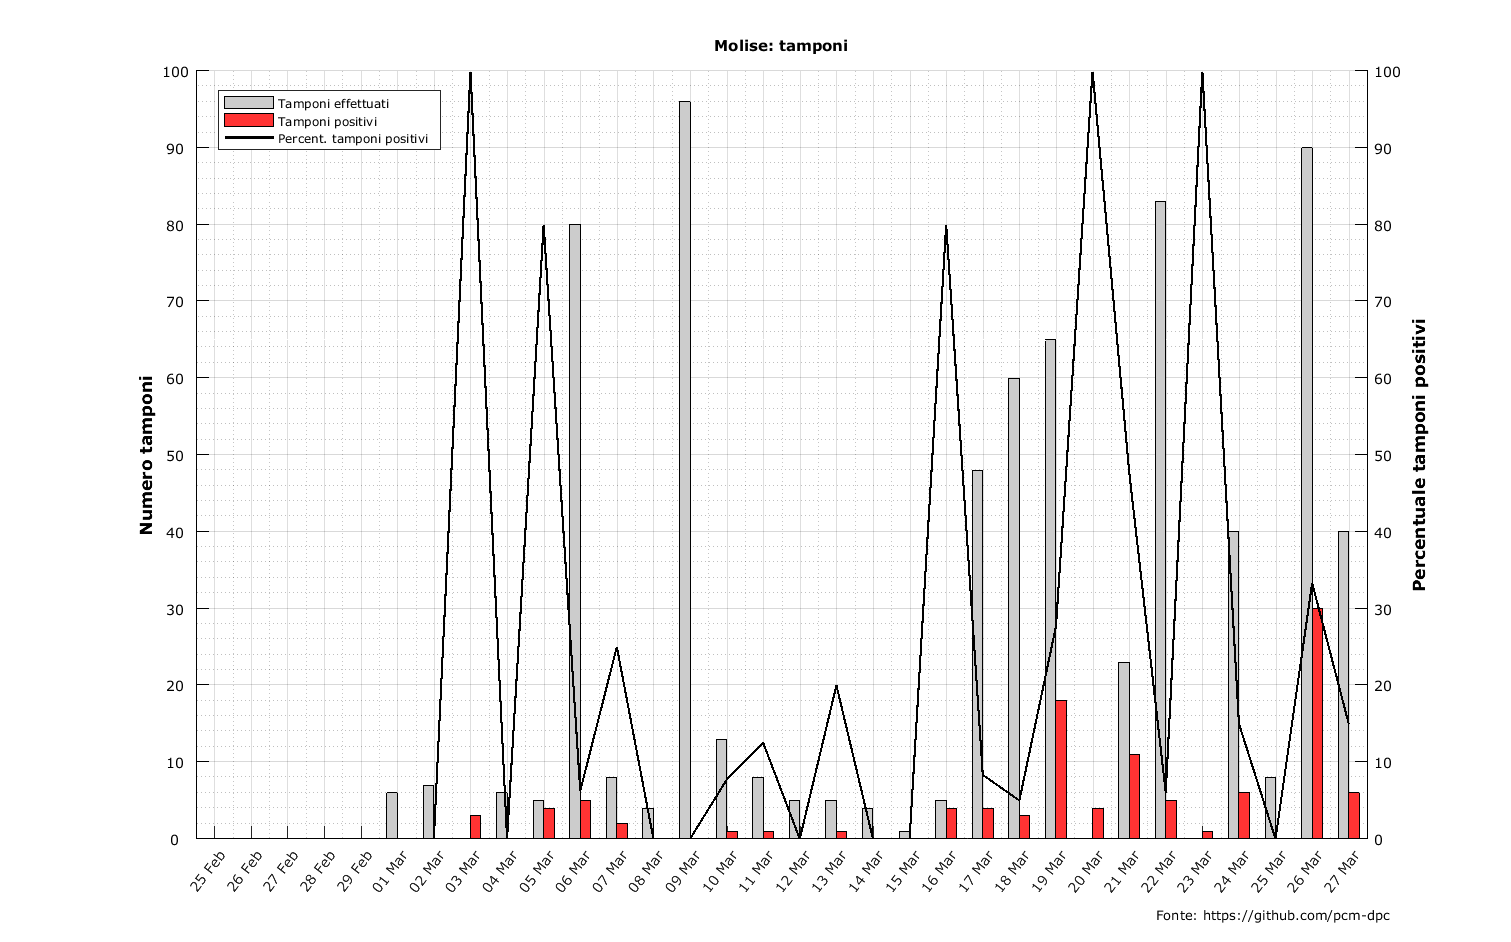 Molise: tamponi
Tamponi effettuati
Tamponi positivi
Percent. tamponi positivi
Numero tamponi
100
90
80
70
60
50
40
30
20
10
0
100
90
80
70
60
50
40
30
20
10
0
Percentuale tamponi positivi
25 Feb
26 Feb
27 Feb
28 Feb
29 Feb
01 Mar
02 Mar
03 Mar
04 Mar
05 Mar
06 Mar
07 Mar
08 Mar
09 Mar
10 Mar
11 Mar
12 Mar
13 Mar
14 Mar
15 Mar
16 Mar
17 Mar
18 Mar
19 Mar
20 Mar
21 Mar
22 Mar
23 Mar
24 Mar
25 Mar
26 Mar
27 Mar
Fonte: https://github.com/pcm-dpc